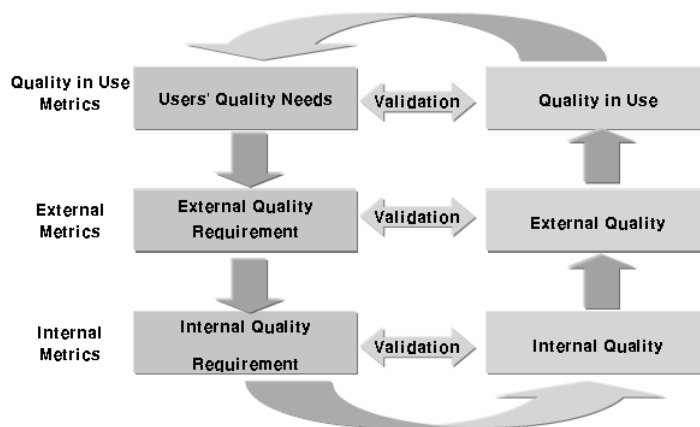 Quality in Use
Metrics
Users' Quality Needs
Validation
Quality in Use
External
Metrics
External Quality
Requirement
Validation
External Quality
Internal
Metrics
Internal Quality
Requirement
Validation
Internal Quality